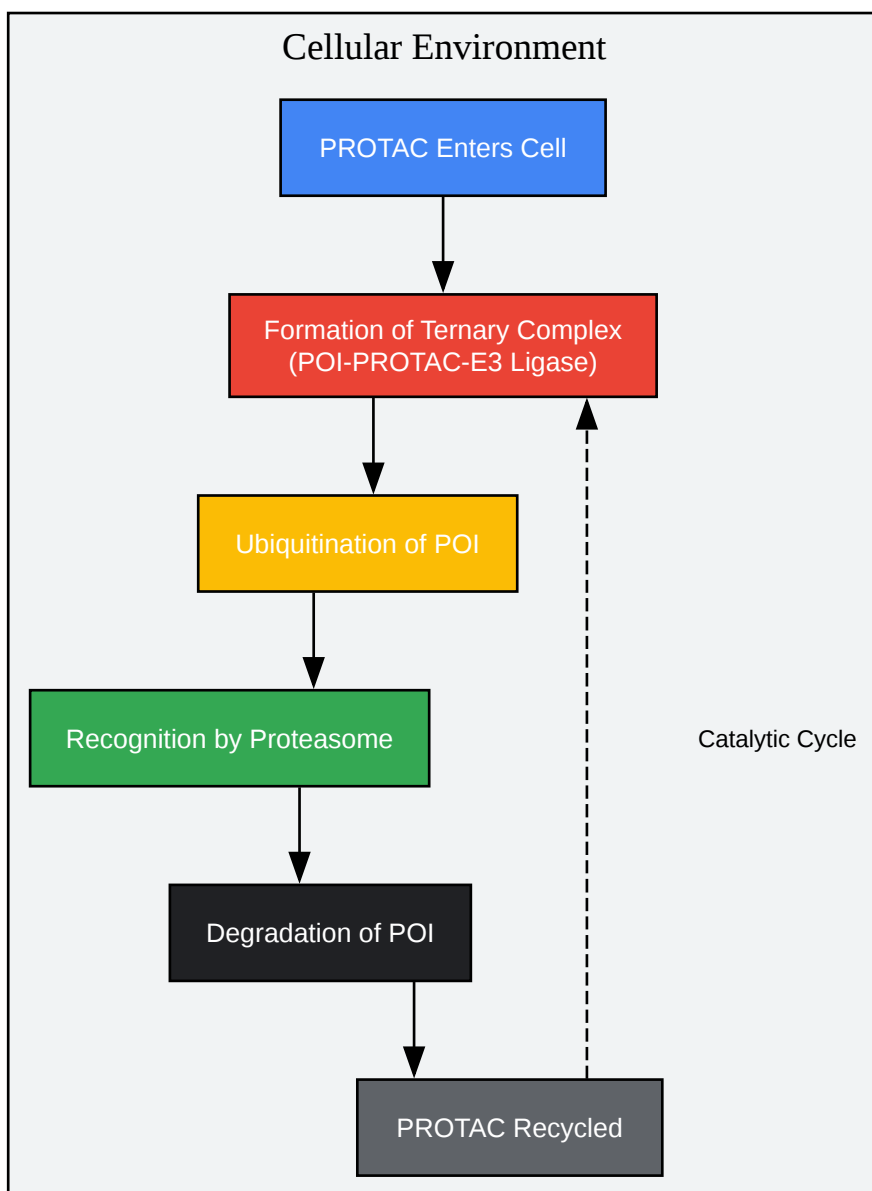 Cellular Environment
PROTAC Enters Cell
Formation of Ternary Complex
(POI-PROTAC-E3 Ligase)
Ubiquitination of POI
Recognition by Proteasome
Catalytic Cycle
Degradation of POI
PROTAC Recycled